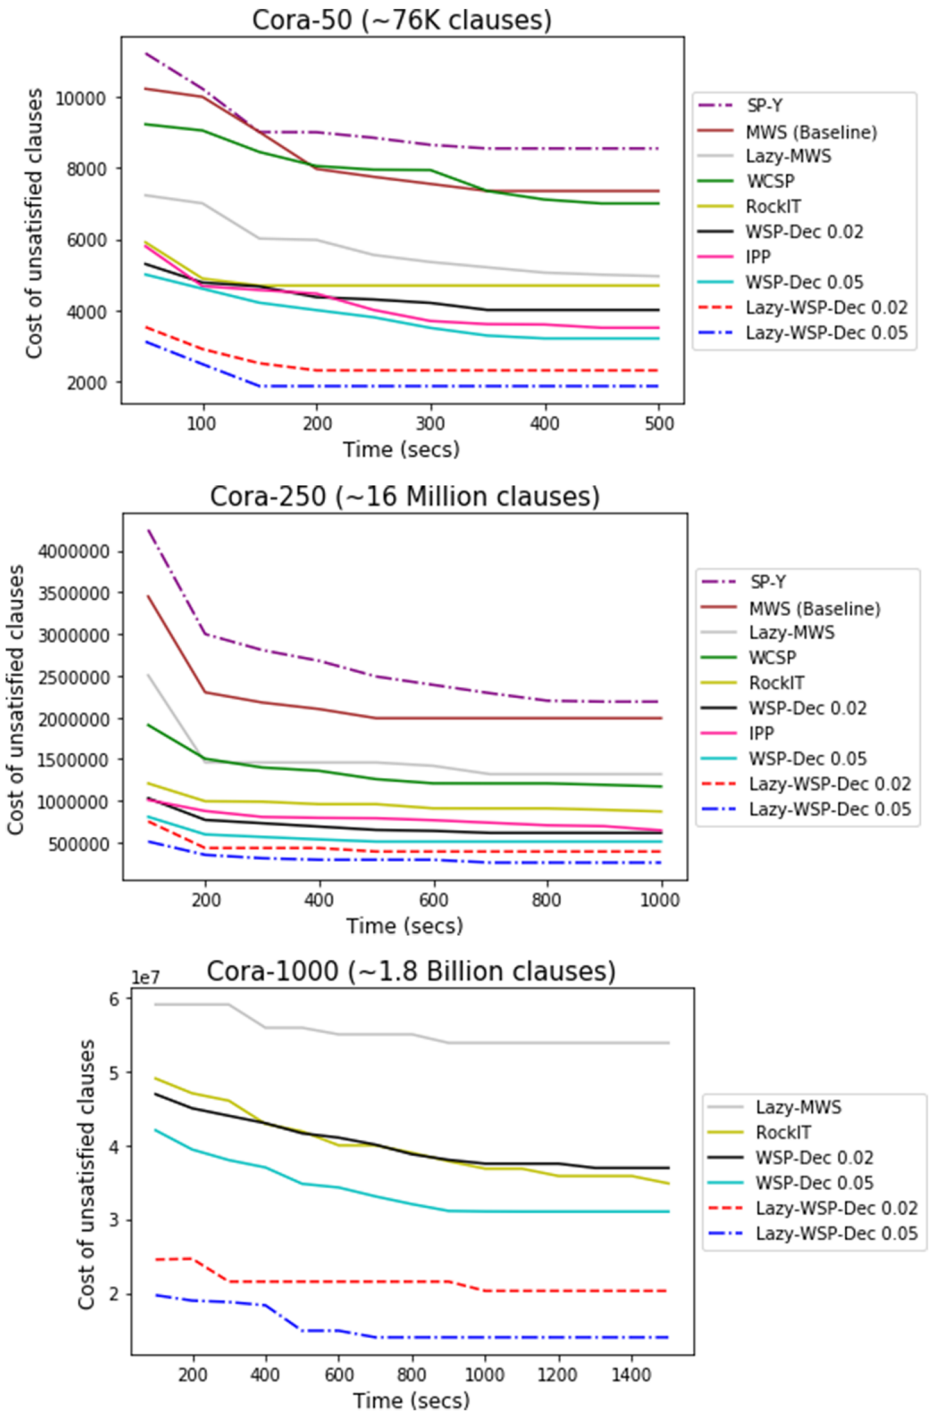 Cora-50 (~76K clauses)
Cost of unsatisfied clauses
10000
8000
6000
4000
2000
100 200 300 400 500
Time (secs)
SP-Y
MWS (Baseline)
Lazy-MWS
WCSP
RockIT
WSP-Dec 0.02
IPP
WSP-Dec 0.05
Lazy-WSP-Dec 0.02
Lazy-WSP-Dec 0.05
Cora-250 (~16 Million clauses)
Cost of unsatisfied clauses
4000000
3500000
3000000
2500000
2000000
1500000
1000000
500000
200 400 600 800 1000
Time (secs)
SP-Y
MWS (Baseline)
Lazy-MWS
WCSP
RockIT
WSP-Dec 0.02
IPP
WSP-Dec 0.05
Lazy-WSP-Dec 0.02
Lazy-WSP-Dec 0.05
Cora-1000 (~1.8 Billion clauses)
1e7
Cost of unsatisfied clauses
6
5
4
3
2
200 400 600 800 1000 1200 1400
Time (secs)
Lazy-MWS
RockIT
WSP-Dec 0.02
WSP-Dec 0.05
Lazy-WSP-Dec 0.02
Lazy-WSP-Dec 0.05